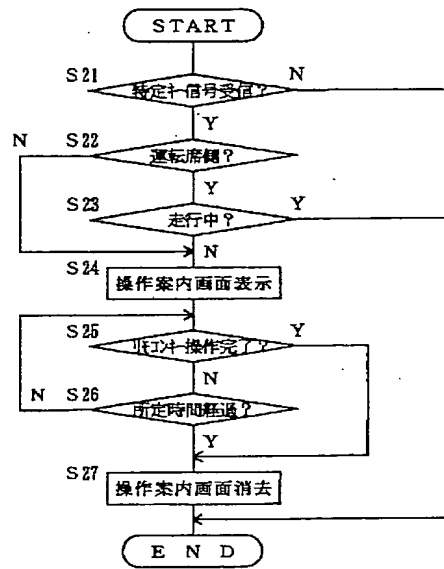 START
S21
特定キー信号受信?
N
Y
S22
N
運転席側?
Y
S23
走行中?
Y
N
S24
操作案内画面表示
S25
リモコンキー操作完了?
Y
N
S26
N
所定時間経過?
Y
S27
操作案内画面消去
END